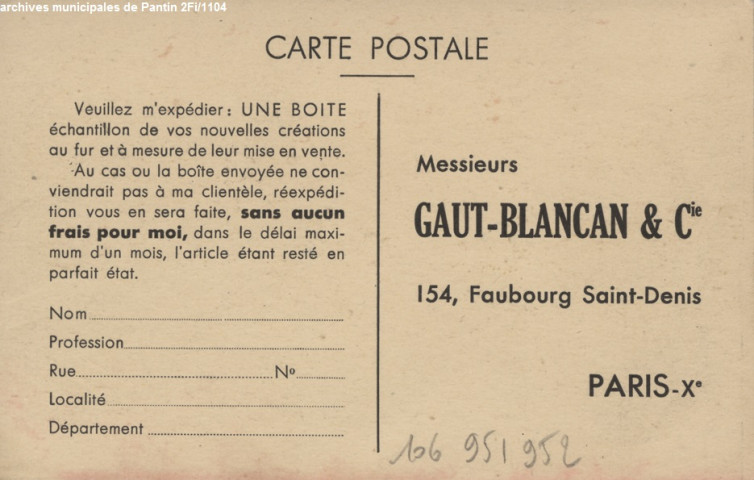 archives municipales de Pantin 2Fi/1104
CARTE POSTALE
Veuillez m'expédier : UNE BOITE
échantillon de vos nouvelles créations
au fur et à mesure de leur mise en vente.
Au cas ou la boîte envoyée ne con-
viendrait pas à ma clientèle, réexpédi-
tion vous en sera faite, sans aucun
frais pour moi, dans le délai maxi-
mum d'un mois, l'article étant resté en
parfait état.
Nom
Profession
Rue N°
Localité
Département
Messieurs
GAUT-BLANCAN & Cie
154, Faubourg Saint-Denis
PARIS-Xe
106 951 952